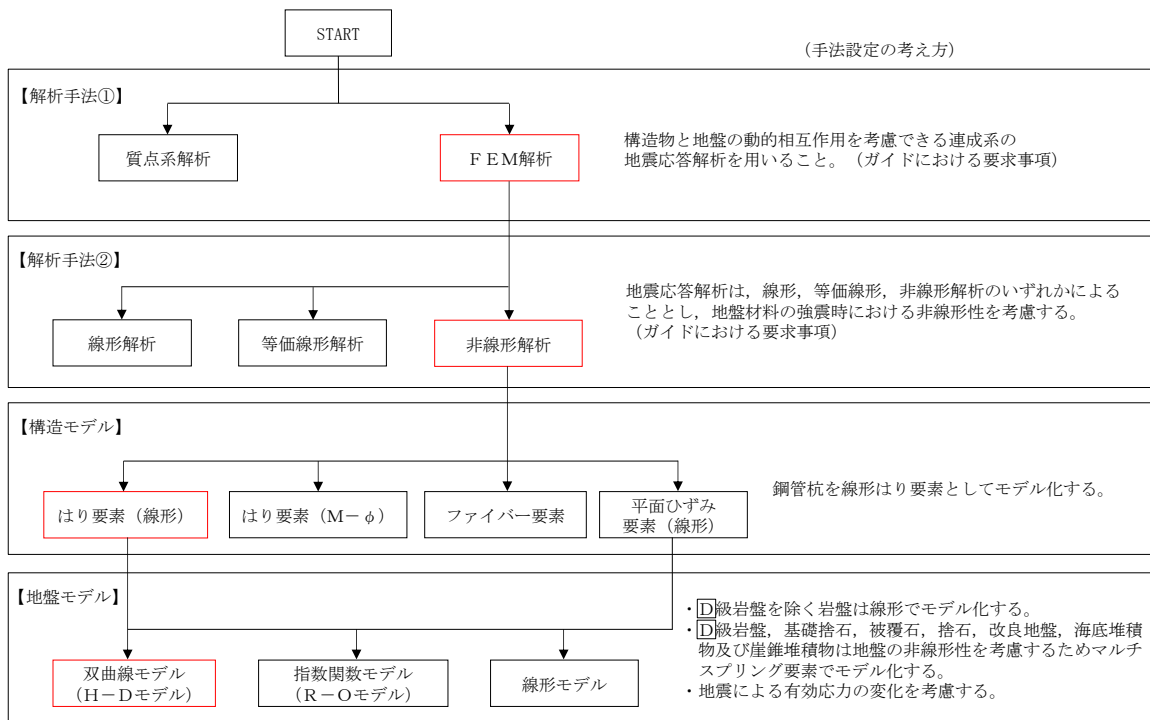 START
(手法設定の考え方)
【解析手法①】
質点系解析
FEM解析
構造物と地盤の動的相互作用を考慮できる連成系の
地震応答解析を用いること。(ガイドにおける要求事項)
【解析手法②】
線形解析
等価線形解析
非線形解析
地震応答解析は,線形,等価線形,非線形解析のいずれかによる
こととし,地盤材料の強震時における非線形性を考慮する。
(ガイドにおける要求事項)
【構造モデル】
はり要素(線形)
はり要素(M-φ)
ファイバー要素
平面ひずみ
要素(線形)
鋼管杭を線形はり要素としてモデル化する。
【地盤モデル】
双曲線モデル
(H-Dモデル)
指数関数モデル
(R-Oモデル)
線形モデル
・D級岩盤を除く岩盤は線形でモデル化する。
・D級岩盤,基礎捨石,被覆石,捨石,改良地盤,海底堆積
物及び崖錐堆積物は地盤の非線形性を考慮するためマルチ
スプリング要素でモデル化する。
・地震による有効応力の変化を考慮する。